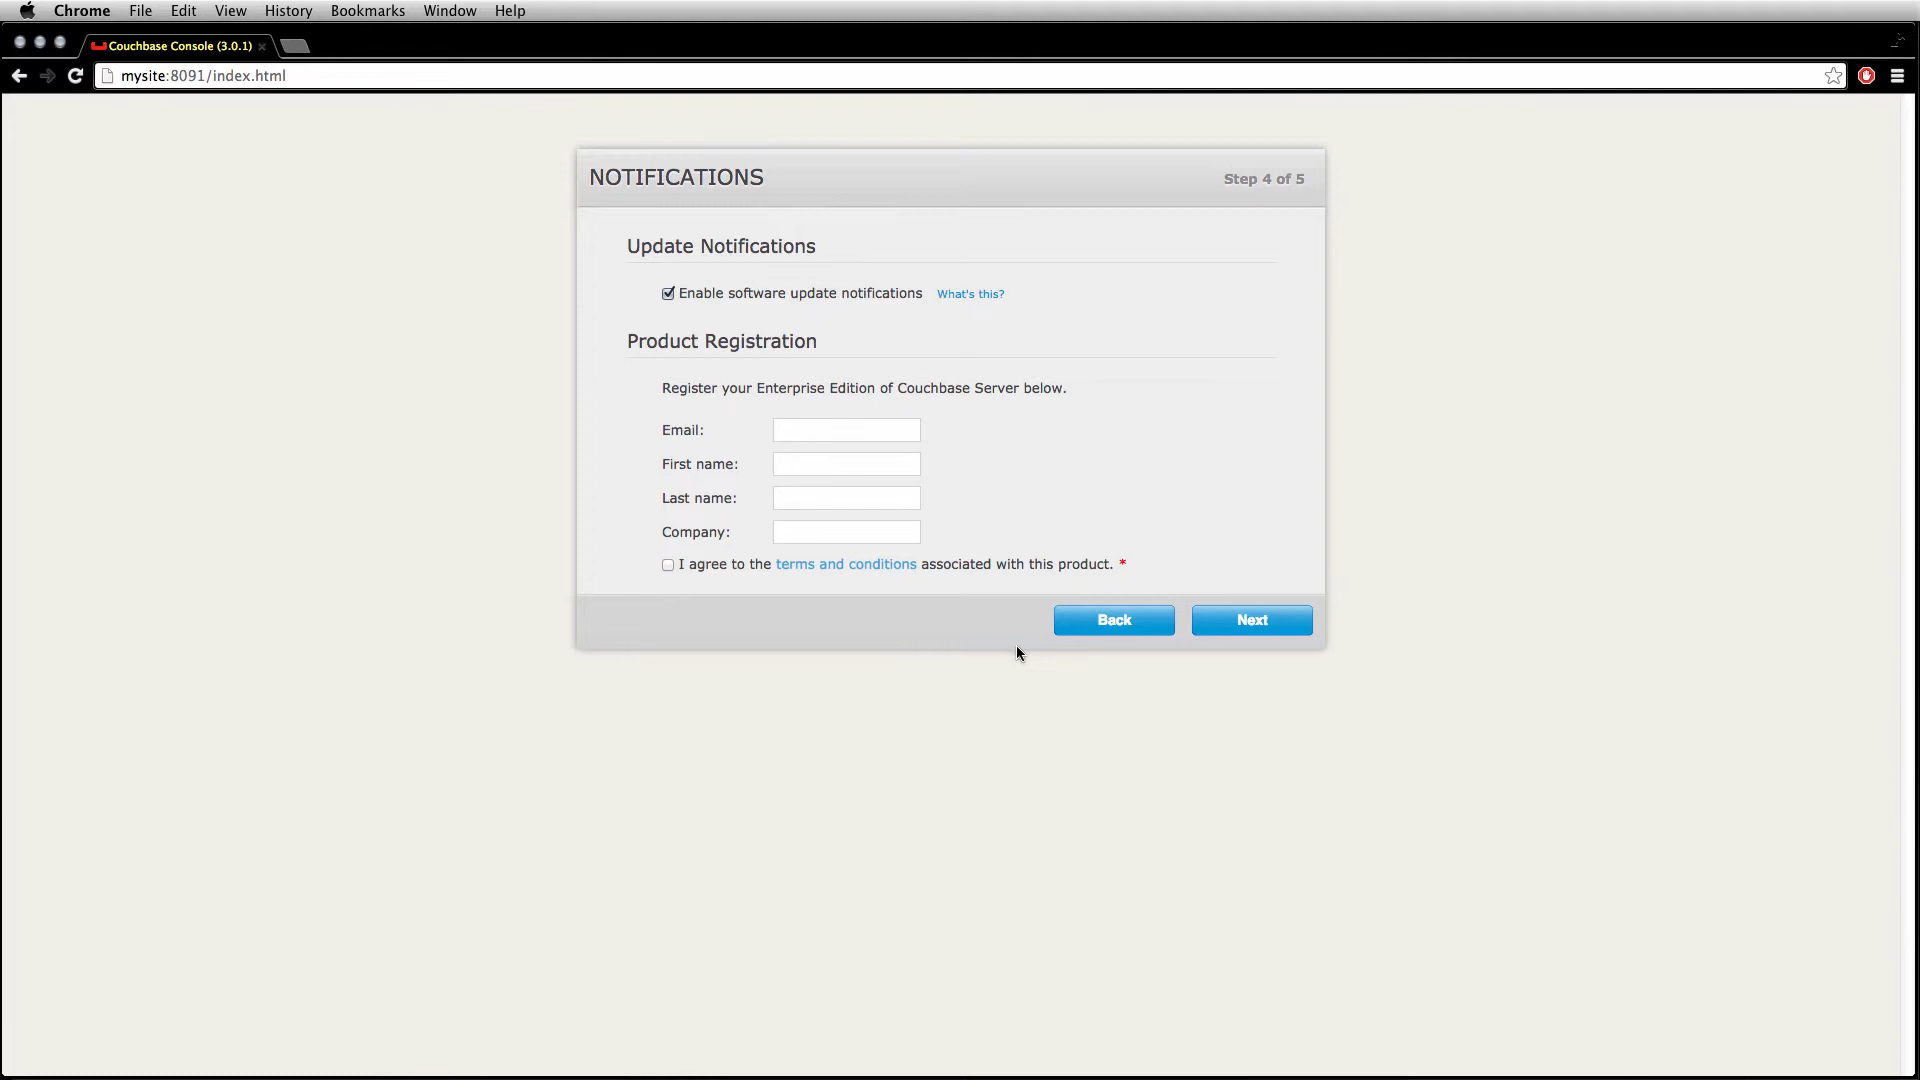 Chrome File Edit View History Bookmarks Window Help
Couchbase Console (3.0.1)
mysite:8091/index.html
NOTIFICATIONS
Step 4 of 5
Update Notifications
Enable software update notifications What's this?
Product Registration
Register your Enterprise Edition of Couchbase Server below.
Email:
First name:
Last name:
Company:
I agree to the terms and conditions associated with this product. *
Back Next